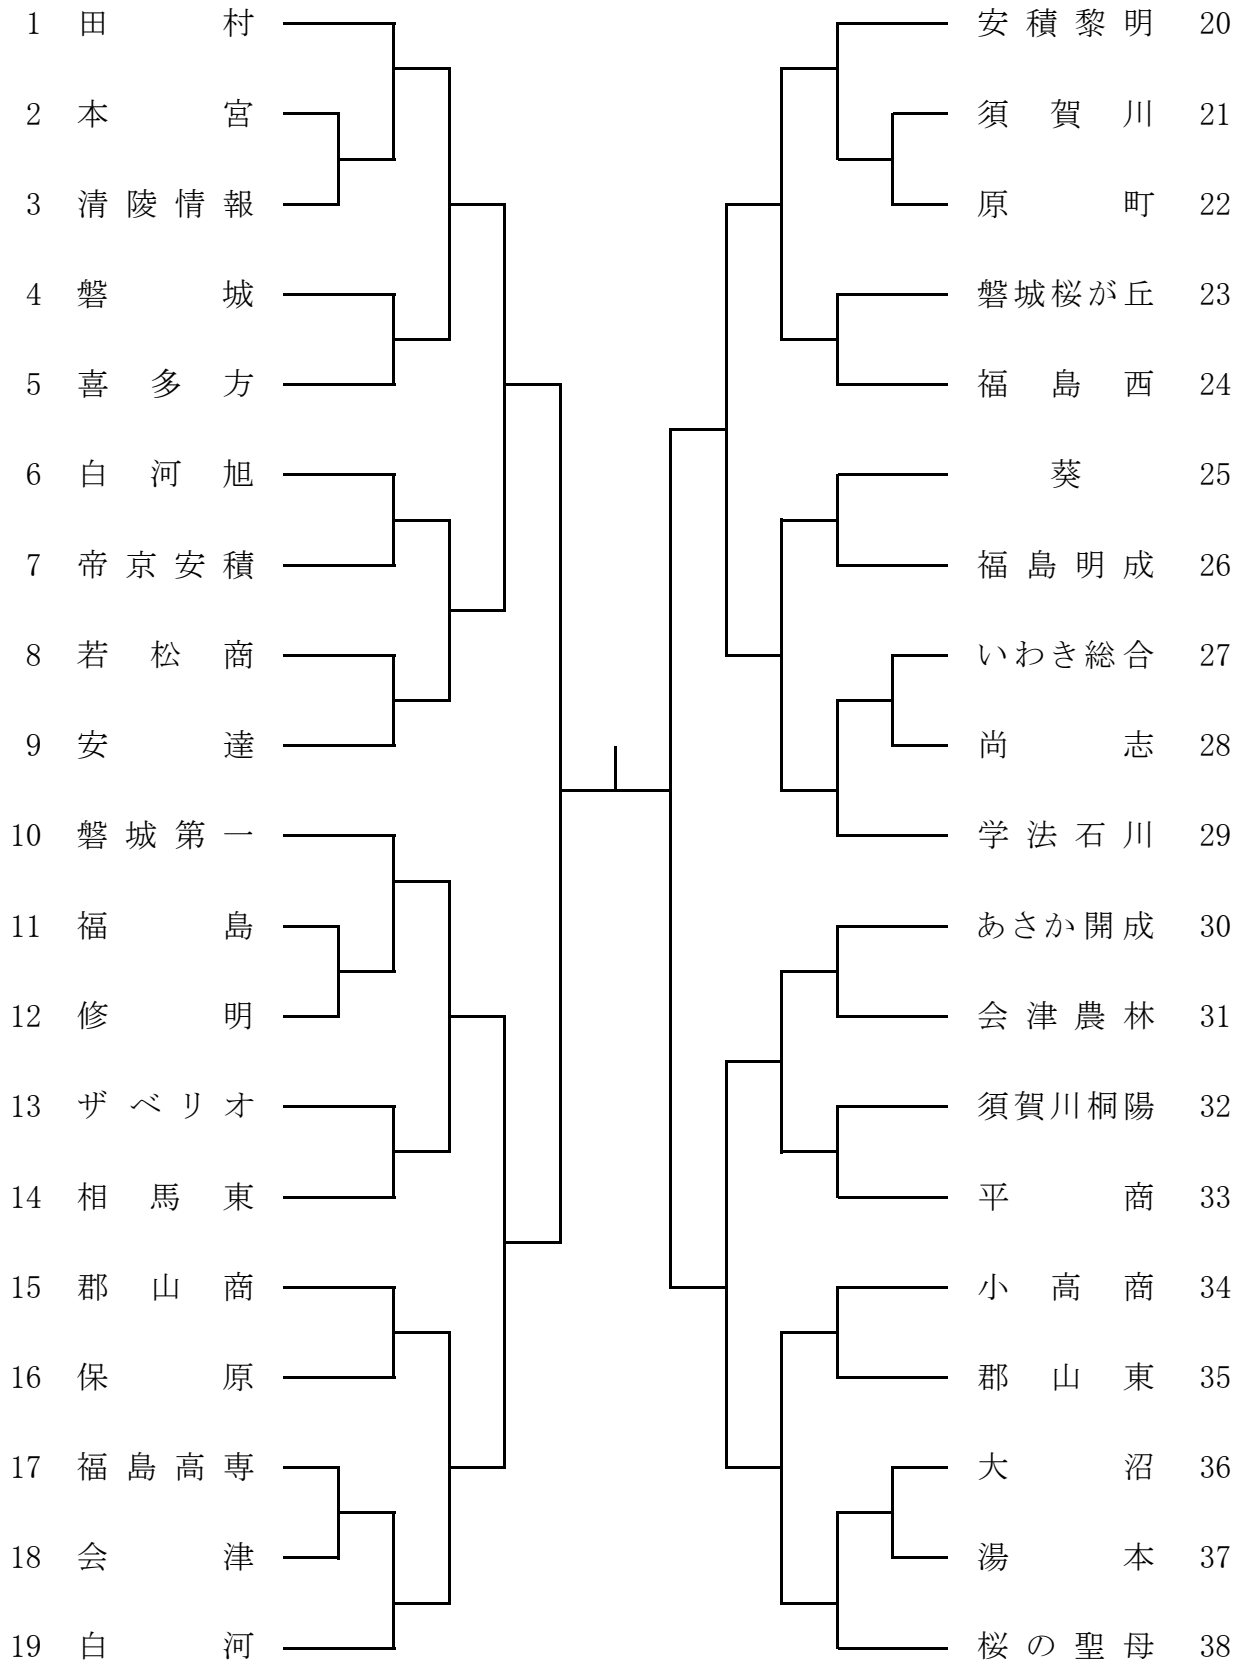 1 田村
2 本宮
3 清陵情報
4 磐城
5 喜多方
6 白河旭
7 帝京安積
8 若松商
9 安達
10 磐城第一
11 福島
12 修明
13 ザベリオ
14 相馬東
15 郡山商
16 保原
17 福島高専
18 会津
19 白河
安積黎明 20
須賀川 21
原町 22
磐城桜が丘 23
福島西 24
葵 25
福島明成 26
いわき総合 27
尚志 28
学法石川 29
あさか開成 30
会津農林 31
須賀川桐陽 32
平商 33
小高商 34
郡山東 35
大沼 36
湯本 37
桜の聖母 38